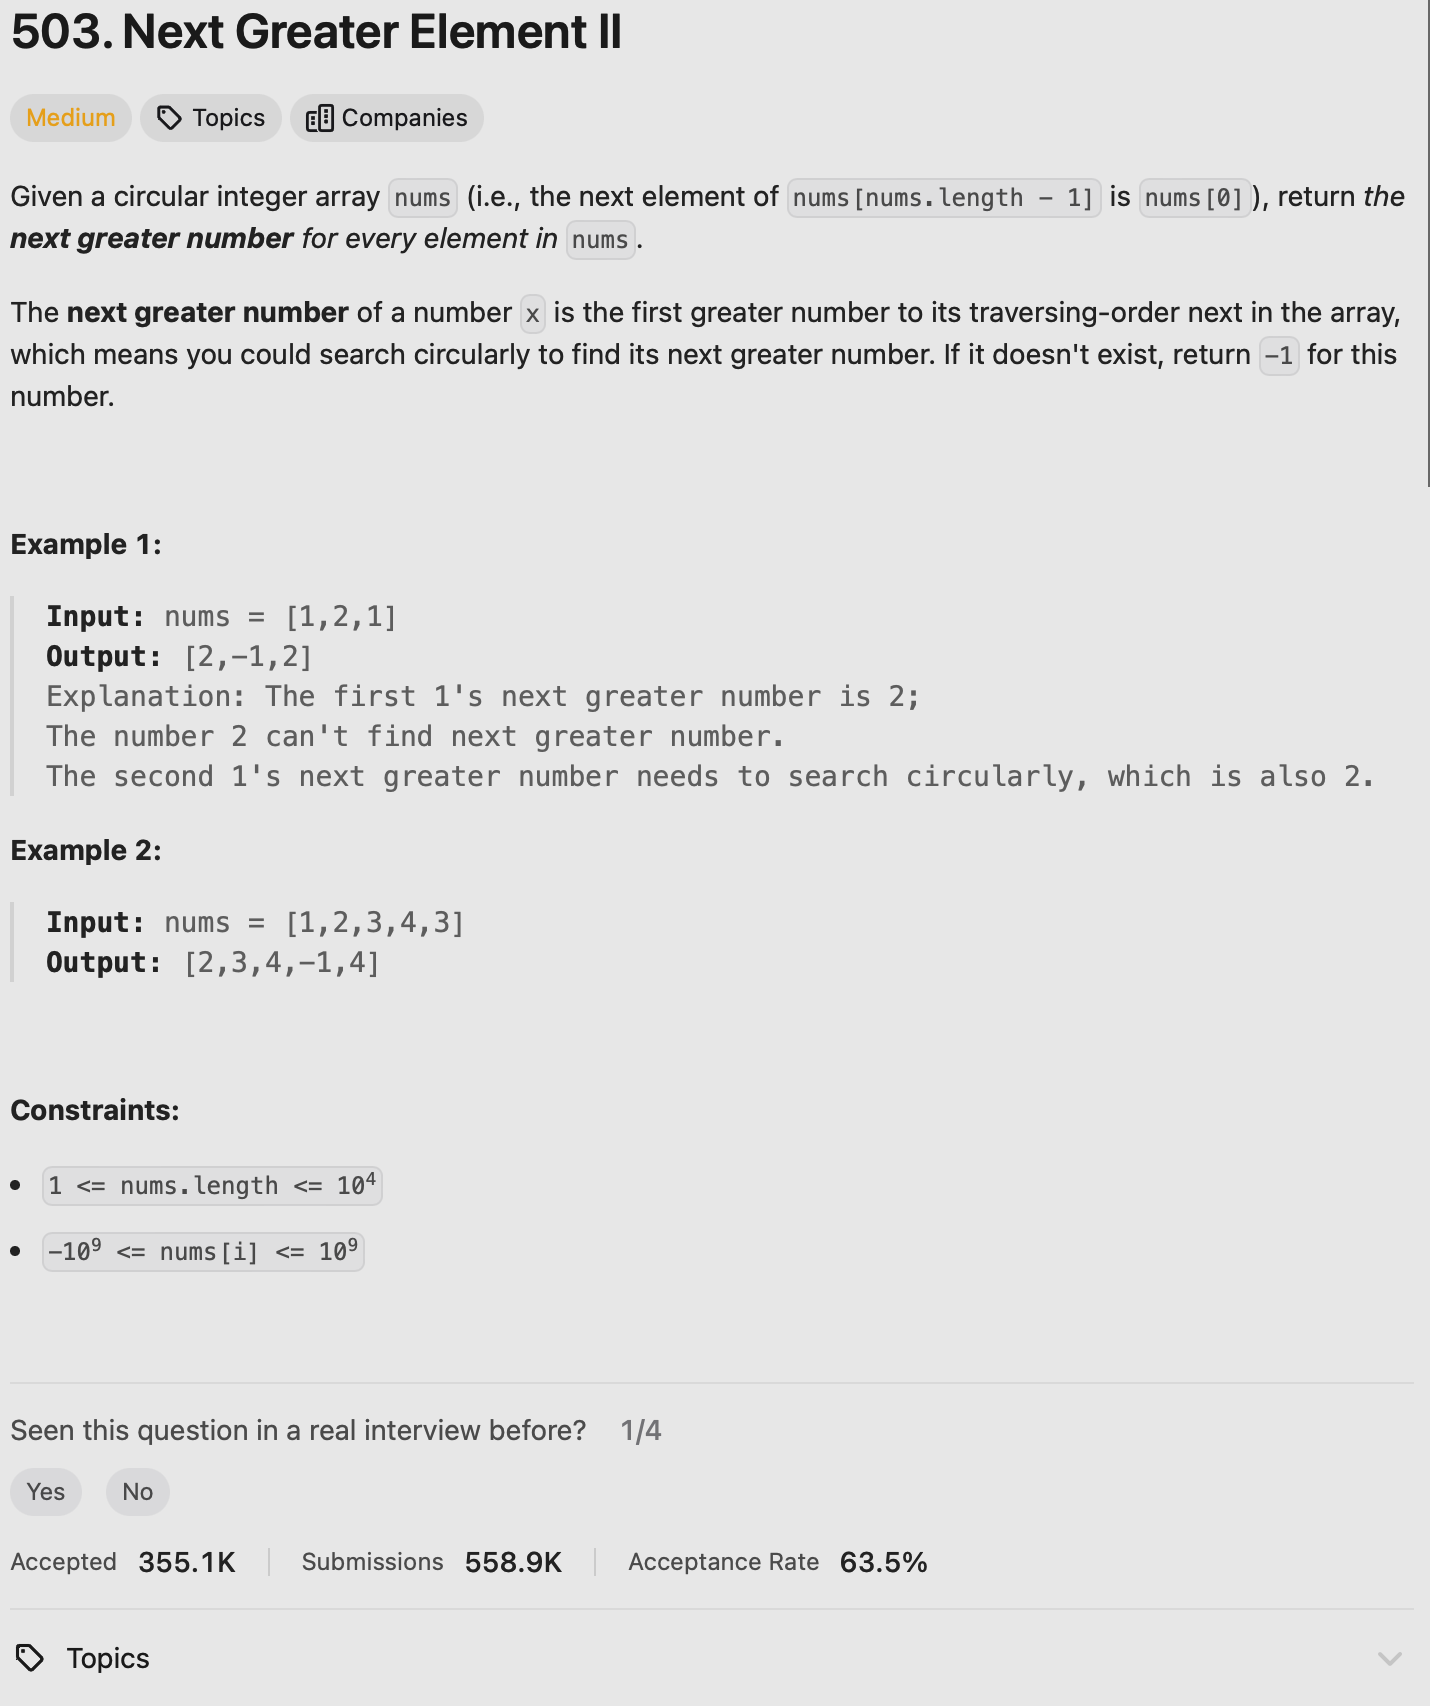 503. Next Greater Element II
Medium Topics Companies
Given a circular integer array nums (i.e., the next element of nums[nums.length - 1] is nums[0]), return the
next greater number for every element in nums.
The next greater number of a number x is the first greater number to its traversing-order next in the array,
which means you could search circularly to find its next greater number. If it doesn't exist, return -1 for this
number.
Example 1:
Input: nums = [1,2,1]
Output: [2,-1,2]
Explanation: The first 1's next greater number is 2;
The number 2 can't find next greater number.
The second 1's next greater number needs to search circularly, which is also 2.
Example 2:
Input: nums = [1,2,3,4,3]
Output: [2,3,4,-1,4]
Constraints:
• 1 <= nums.length <= 10⁴
• -10⁹ <= nums[i] <= 10⁹
Seen this question in a real interview before? 1/4
Yes No
Accepted 355.1K Submissions 558.9K Acceptance Rate 63.5%
Topics